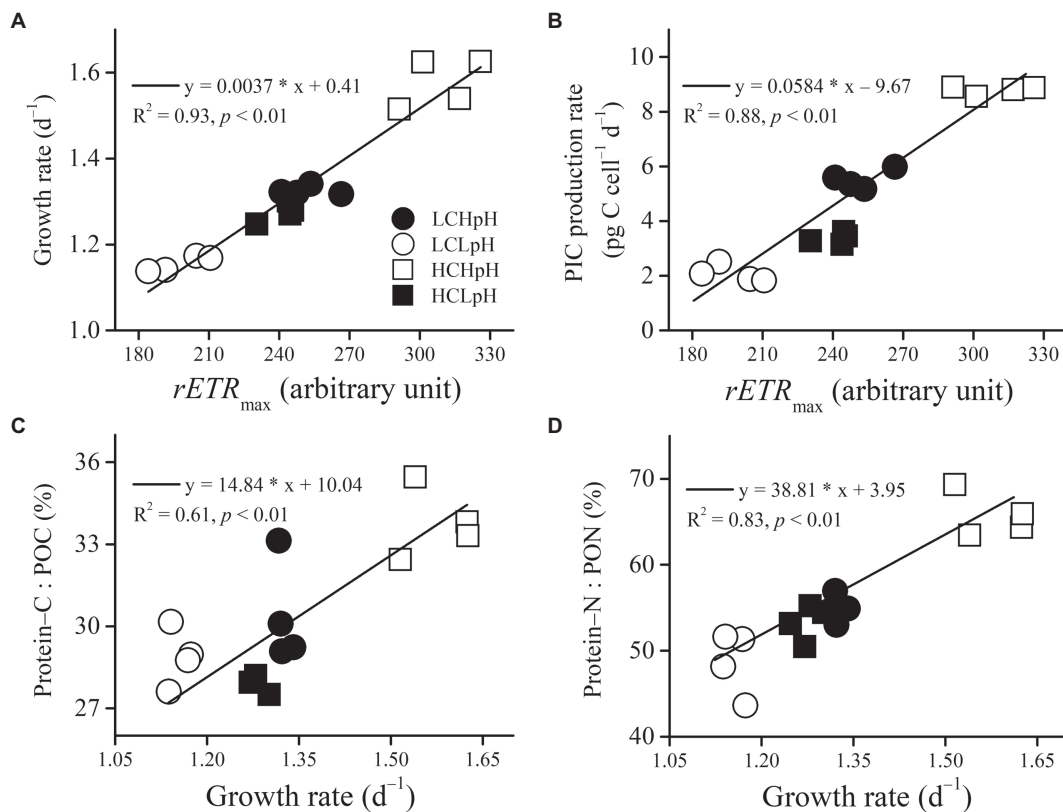 A
Growth rate (d⁻¹)
1.6
1.4
1.2
1.0
y = 0.0037 * x + 0.41
R² = 0.93, p < 0.01
LCHpH
LCLpH
HCHpH
HCLpH
180 210 240 270 300 330
rETRmax (arbitrary unit)
B
PIC production rate
(pg C cell⁻¹ d⁻¹)
10
8
6
4
2
0
y = 0.0584 * x – 9.67
R² = 0.88, p < 0.01
180 210 240 270 300 330
rETRmax (arbitrary unit)
C
Protein–C : POC (%)
36
33
30
27
y = 14.84 * x + 10.04
R² = 0.61, p < 0.01
1.05 1.20 1.35 1.50 1.65
Growth rate (d⁻¹)
D
Protein–N : PON (%)
70
60
50
40
y = 38.81 * x + 3.95
R² = 0.83, p < 0.01
1.05 1.20 1.35 1.50 1.65
Growth rate (d⁻¹)